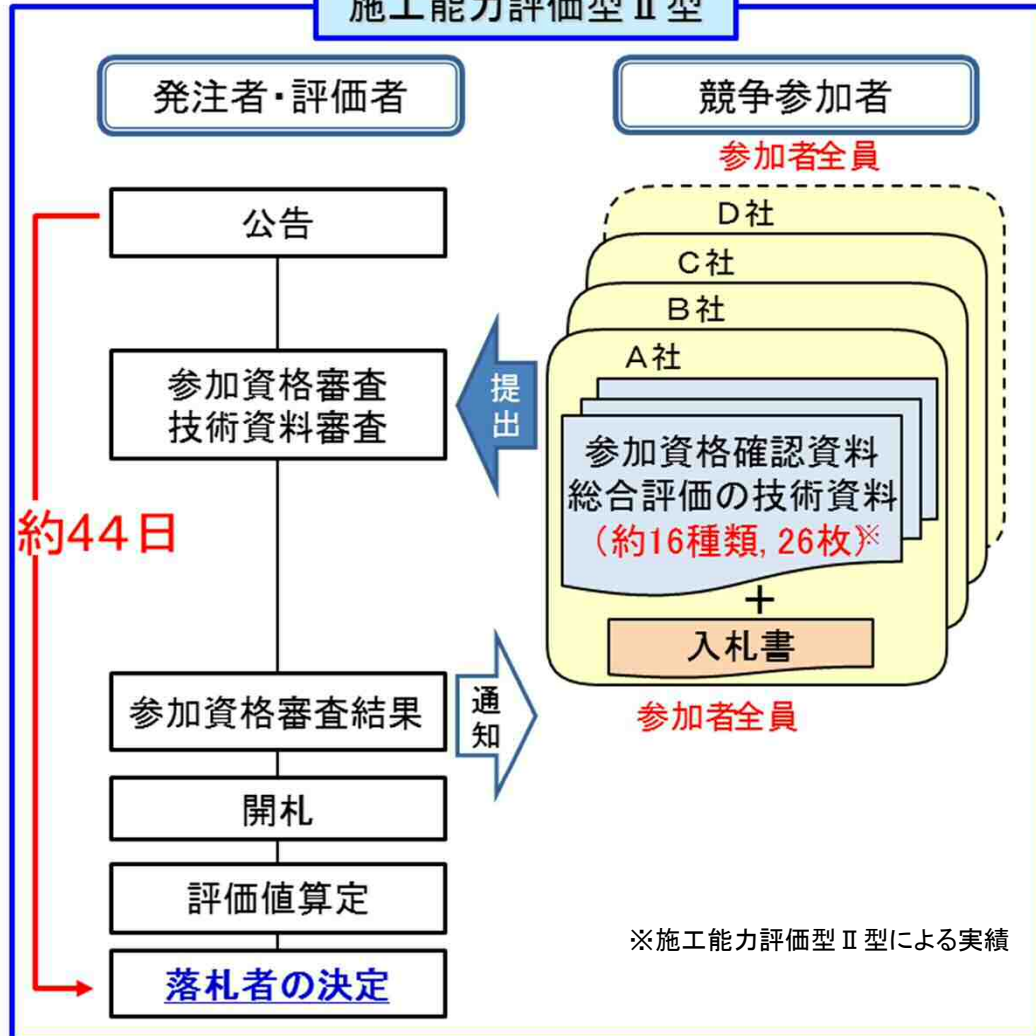 施工能力評価型Ⅱ型
発注者・評価者
競争参加者
参加者全員
公告
D社
C社
B社
A社
参加資格審査
技術資料審査
提出
参加資格確認資料
総合評価の技術資料
（約16種類，26枚）※
＋
入札書
約44日
参加資格審査結果
通知
参加者全員
開札
評価値算定
落札者の決定
※施工能力評価型Ⅱ型による実績